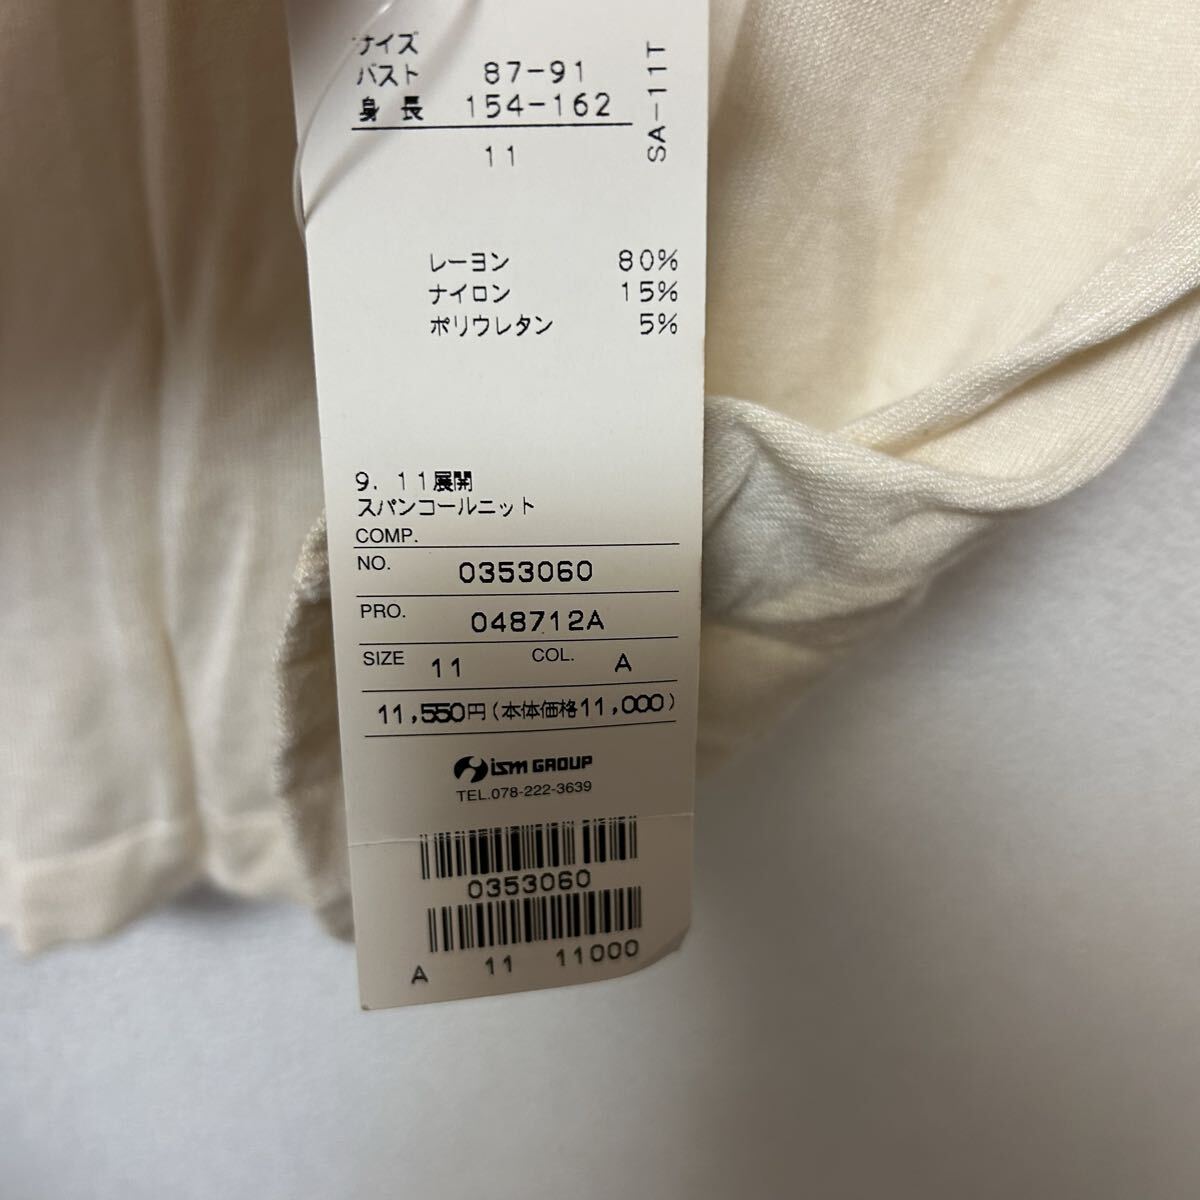 サイズ
バスト 87-91
身長 154-162
11
SA-11T
レーヨン 80%
ナイロン 15%
ポリウレタン 5%
9. 11展開
スパンコールニット
COMP.
NO. 0353060
PRO. 048712A
SIZE 11 COL. A
11,550円(本体価格11,000)
ism GROUP
TEL.078-222-3639
0353060
A 11 11000